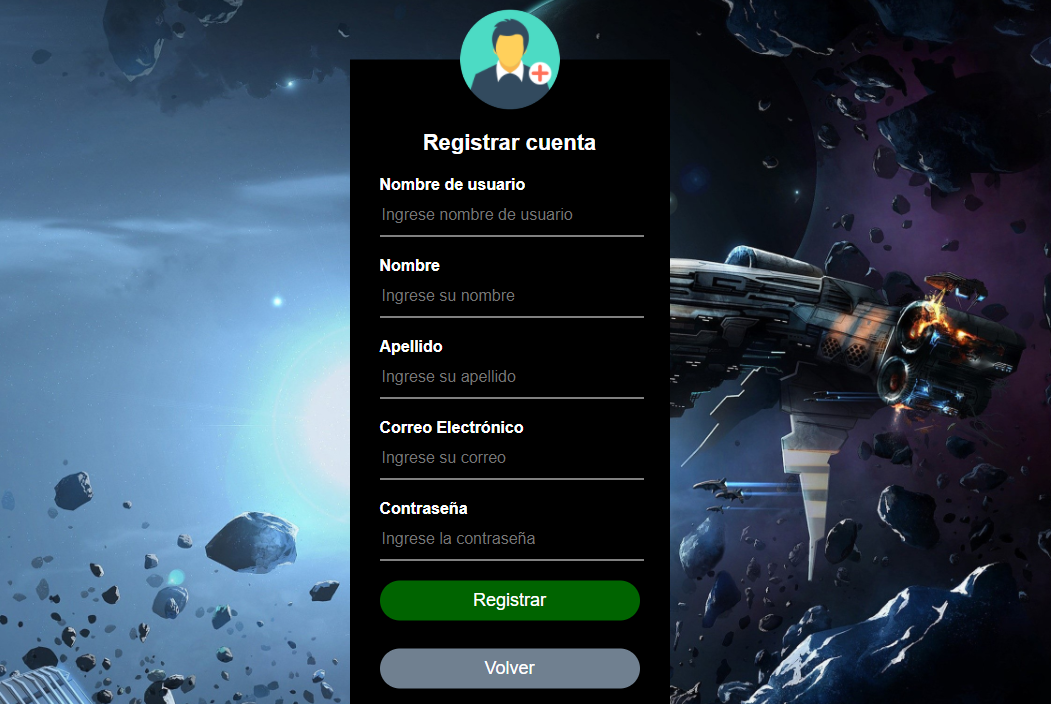 Registrar cuenta
Nombre de usuario
Ingrese nombre de usuario
Nombre
Ingrese su nombre
Apellido
Ingrese su apellido
Correo Electrónico
Ingrese su correo
Contraseña
Ingrese la contraseña
Registrar
Volver